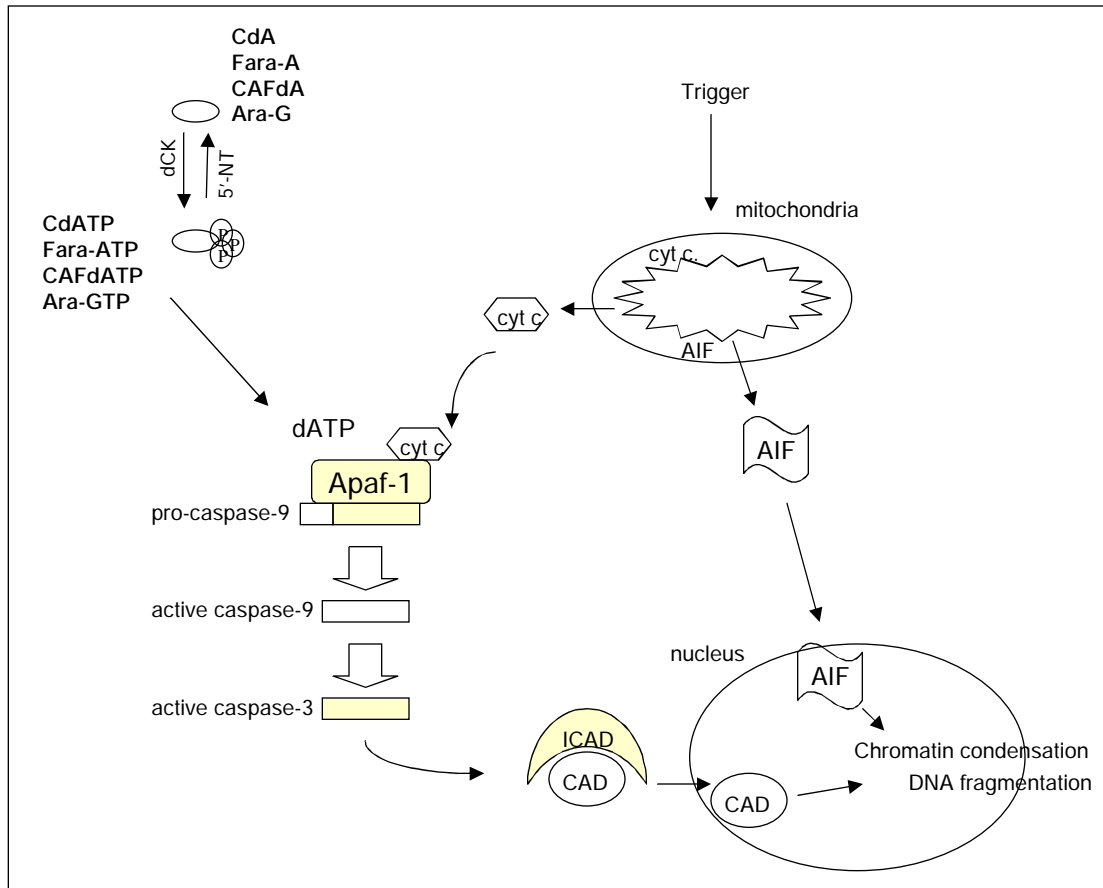 CdA
Fara-A
CAFdA
Ara-G
dCK
5'-NT
CdATP
Fara-ATP
CAFdATP
Ara-GTP
P
P
P
Trigger
mitochondria
cyt c.
AIF
cyt c
AIF
dATP
cyt c
Apaf-1
pro-caspase-9
active caspase-9
active caspase-3
ICAD
CAD
nucleus
AIF
Chromatin condensation
DNA fragmentation
CAD